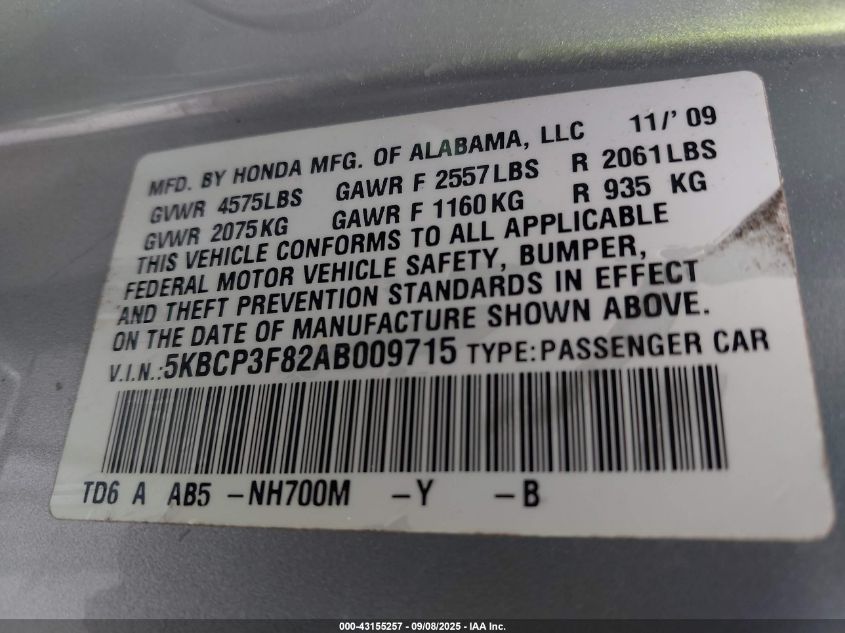 MFD. BY HONDA MFG. OF ALABAMA, LLC 11/' 09
GVWR 4575LBS GAWR F 2557LBS R 2061LBS
GVWR 2075KG GAWR F 1160KG R 935 KG
THIS VEHICLE CONFORMS TO ALL APPLICABLE
FEDERAL MOTOR VEHICLE SAFETY, BUMPER,
AND THEFT PREVENTION STANDARDS IN EFFECT
ON THE DATE OF MANUFACTURE SHOWN ABOVE.
V.I.N.:5KBCP3F82AB009715 TYPE:PASSENGER CAR
TD6 A AB5 -NH700M -Y -B
000-43155257 - 09/08/2025 - IAA Inc.